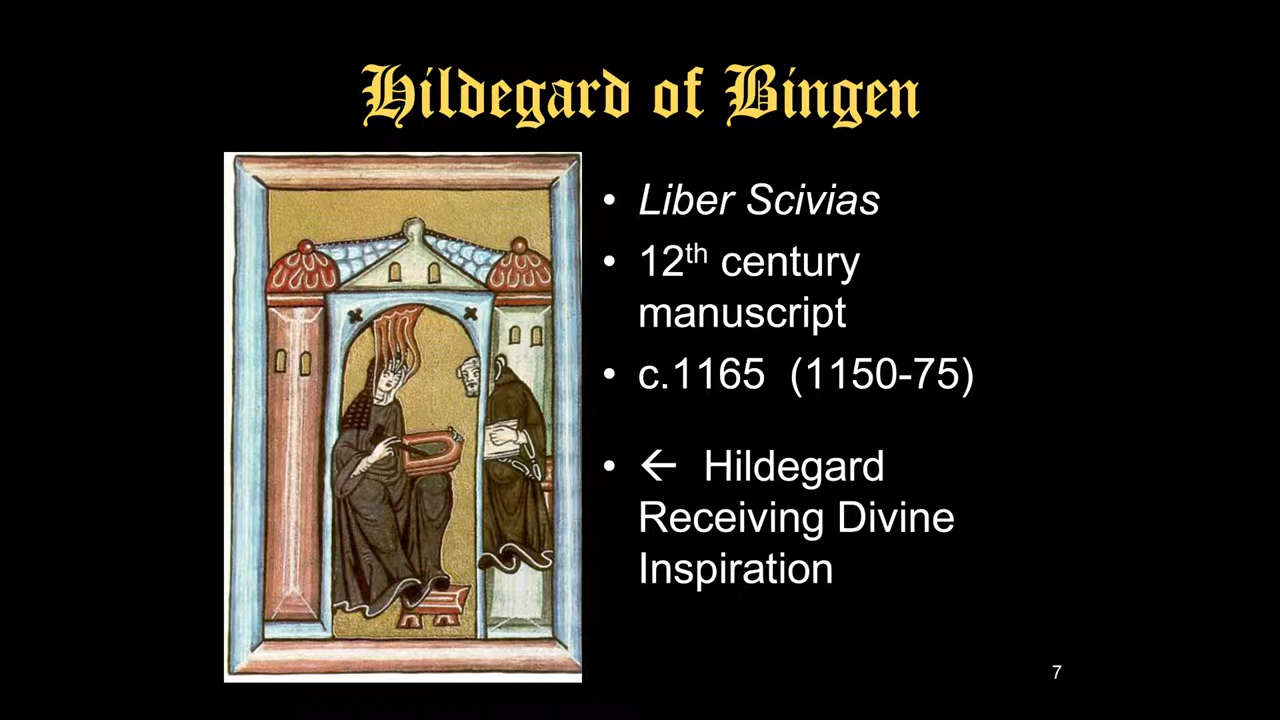 Hildegard of Bingen
• Liber Scivias
• 12th century
manuscript
• c.1165 (1150-75)
• ← Hildegard
Receiving Divine
Inspiration
7